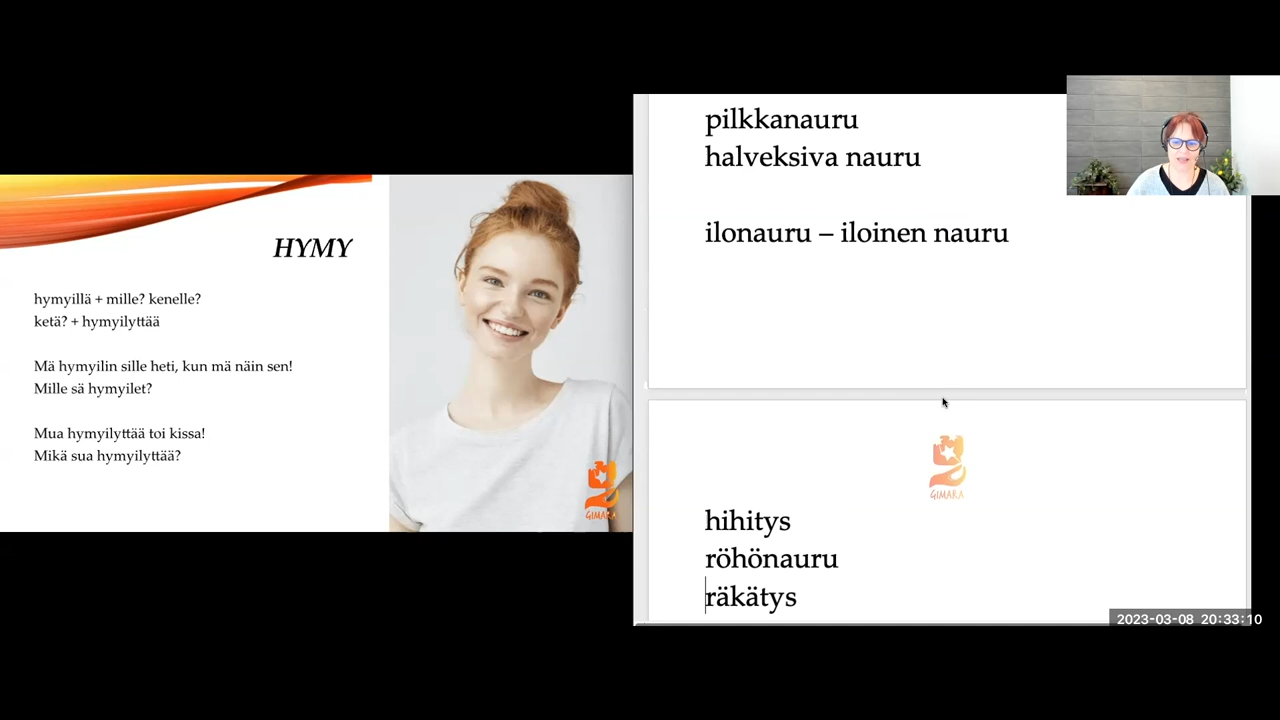 HYMY
hymyillä + mille? kenelle?
ketä? + hymyilyttää
Mä hymyilin sille heti, kun mä näin sen!
Mille sä hymyilet?
Mua hymyilyttää toi kissa!
Mikä sua hymyilyttää?
GIMARA
pilkkanauru
halveksiva nauru
ilonauru – iloinen nauru
GIMARA
hihitys
röhönauru
räkätys
2023-03-08 20:33:10